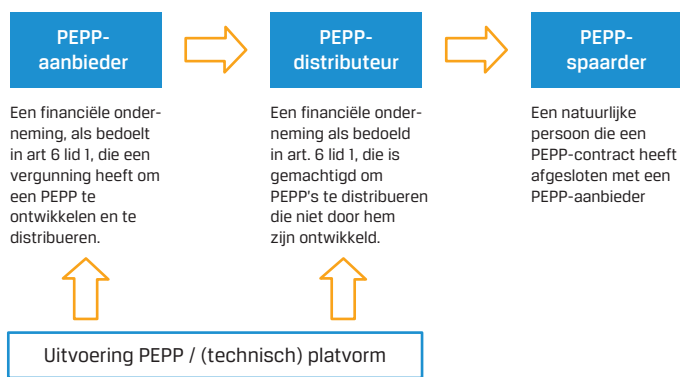 PEPP-
aanbieder
Een financiële onder-
neming, als bedoelt
in art 6 lid 1, die een
vergunning heeft om
een PEPP te
ontwikkelen en te
distribueren.
PEPP-
distributeur
Een financiële onder-
neming als bedoeld
in art. 6 lid 1, die is
gemachtigd om
PEPP's te distribueren
die niet door hem
zijn ontwikkeld.
PEPP-
spaarder
Een natuurlijke
persoon die een
PEPP-contract heeft
afgesloten met een
PEPP-aanbieder
Uitvoering PEPP / (technisch) platvorm